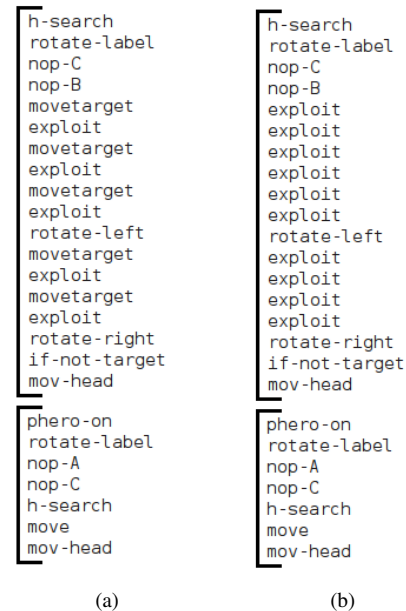 h-search
rotate-label
nop-C
nop-B
movetarget
exploit
movetarget
exploit
movetarget
exploit
rotate-left
movetarget
exploit
movetarget
exploit
rotate-right
if-not-target
mov-head
phero-on
rotate-label
nop-A
nop-C
h-search
move
mov-head
(a)
h-search
rotate-label
nop-C
nop-B
exploit
exploit
exploit
exploit
exploit
exploit
rotate-left
exploit
exploit
exploit
exploit
rotate-right
if-not-target
mov-head
phero-on
rotate-label
nop-A
nop-C
h-search
move
mov-head
(b)